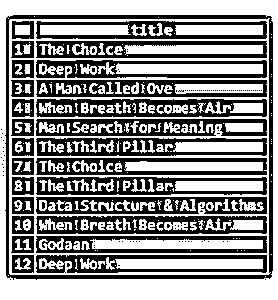 title
1 The Choice
2 Deep Work
3 A Man Called Ove
4 When Breath Becomes Air
5 Man Search for Meaning
6 The Third Pillar
7 The Choice
8 The Third Pillar
9 Data Structure & Algorithms
10 When Breath Becomes Air
11 Godaan
12 Deep Work